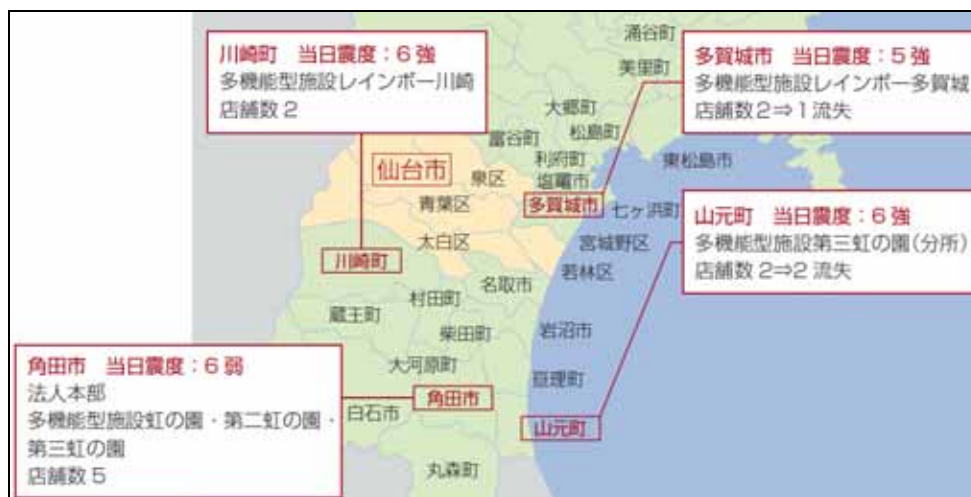 川崎町 当日震度：6強
多機能型施設レインボー川崎
店舗数2
多賀城市 当日震度：5強
多機能型施設レインボー多賀城
店舗数2⇒1流失
山元町 当日震度：6強
多機能型施設第三虹の園（分所）
店舗数2⇒2流失
角田市 当日震度：6弱
法人本部
多機能型施設虹の園・第二虹の園・
第三虹の園
店舗数5
涌谷町
美里町
大郷町
富谷町
松島町
利府町
東松島市
仙台市
泉区
塩竈市
青葉区
多賀城市
七ヶ浜町
太白区
宮城野区
川崎町
若林区
名取市
村田町
蔵王町
柴田町
岩沼市
大河原町
亘理町
角田市
白石市
山元町
丸森町